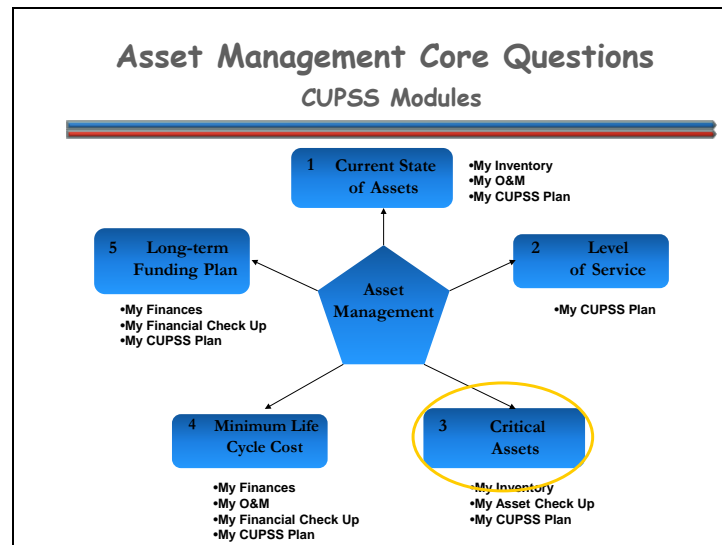 Asset Management Core Questions
CUPSS Modules
1 Current State
of Assets
•My Inventory
•My O&M
•My CUPSS Plan
5 Long-term
Funding Plan
•My Finances
•My Financial Check Up
•My CUPSS Plan
Asset
Management
2 Level
of Service
•My CUPSS Plan
4 Minimum Life
Cycle Cost
•My Finances
•My O&M
•My Financial Check Up
•My CUPSS Plan
3 Critical
Assets
•My Inventory
•My Asset Check Up
•My CUPSS Plan